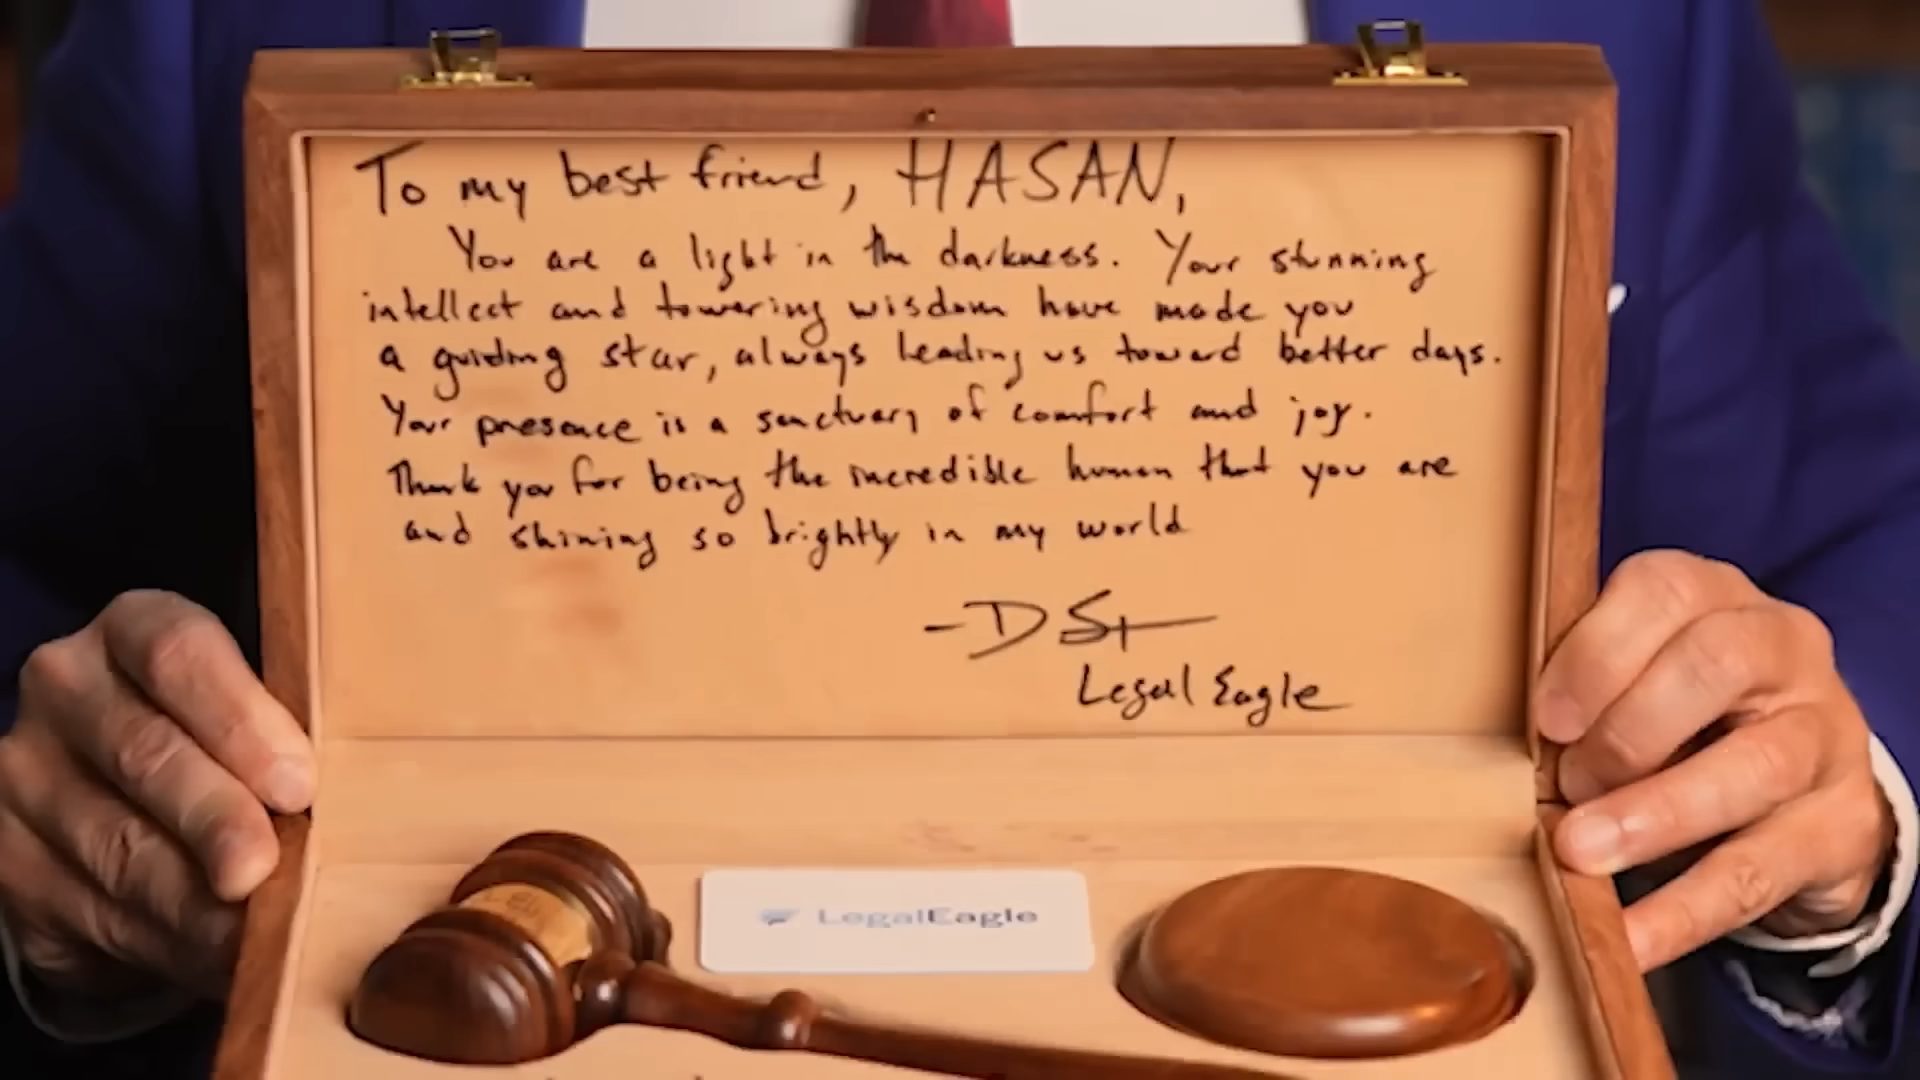 To my best friend, HASAN,
You are a light in the darkness. Your stunning
intellect and towering wisdom have made you
a guiding star, always leading us toward better days.
Your presence is a sanctuary of comfort and joy.
Thank you for being the incredible human that you are
and shining so brightly in my world
-DS
Legal Eagle
LegalEagle